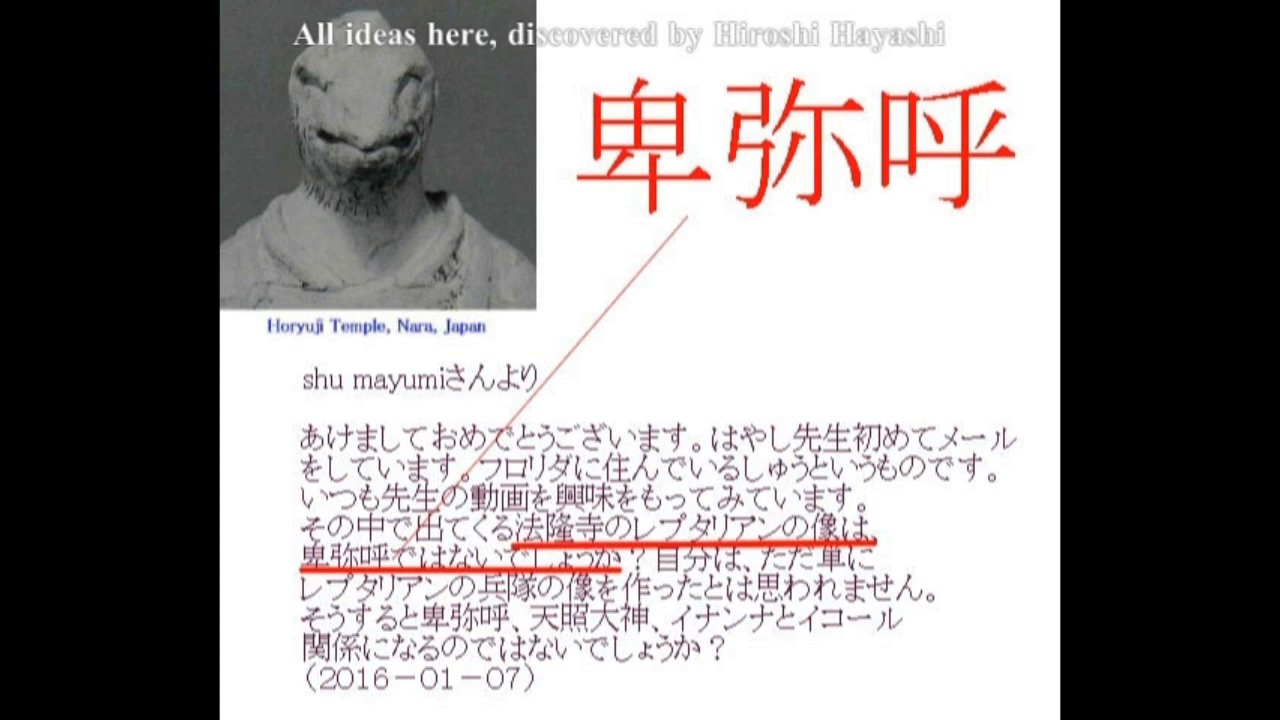 All ideas here, discovered by Hiroshi Hayashi
卑弥呼
Horyuji Temple, Nara, Japan
shu mayumiさんより
あけましておめでとうございます。はやし先生初めてメール
をしています。フロリダに住んでいるしゅうというものです。
いつも先生の動画を興味をもってみています。
その中で出てくる法隆寺のレプタリアンの像は、
卑弥呼ではないでしょうか？自分は、ただ単に
レプタリアンの兵隊の像を作ったとは思われません。
そうすると卑弥呼、天照大神、イナンナとイコール
関係になるのではないでしょうか？
（2016－01－07）